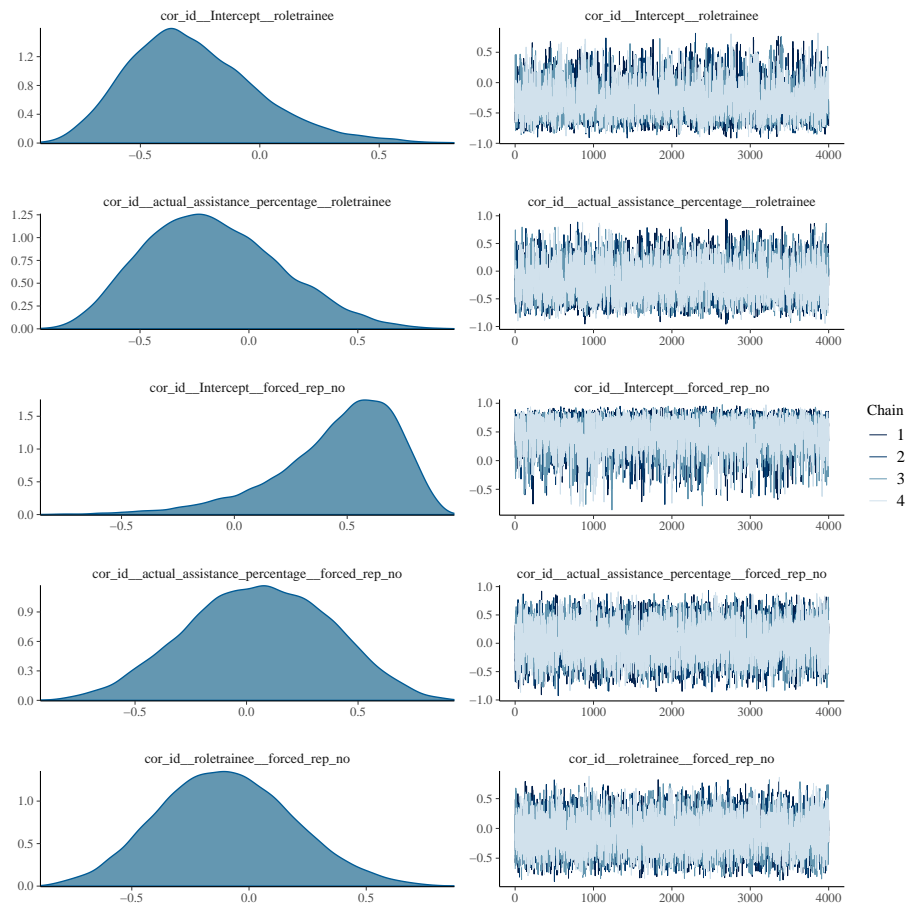 cor_id__Intercept__roletrainee
cor_id__Intercept__roletrainee
1.2
0.8
0.4
0.0
−0.5 0.0 0.5
0.5
0.0
−0.5
−1.0
0 1000 2000 3000 4000
cor_id__actual_assistance_percentage__roletrainee
cor_id__actual_assistance_percentage__roletrainee
1.25
1.00
0.75
0.50
0.25
0.00
−0.5 0.0 0.5
1.0
0.5
0.0
−0.5
−1.0
0 1000 2000 3000 4000
cor_id__Intercept__forced_rep_no
cor_id__Intercept__forced_rep_no
1.5
1.0
0.5
0.0
−0.5 0.0 0.5
1.0
0.5
0.0
−0.5
0 1000 2000 3000 4000
Chain
1
2
3
4
cor_id__actual_assistance_percentage__forced_rep_no
cor_id__actual_assistance_percentage__forced_rep_no
0.9
0.6
0.3
0.0
−0.5 0.0 0.5
1.0
0.5
0.0
−0.5
−1.0
0 1000 2000 3000 4000
cor_id__roletrainee__forced_rep_no
cor_id__roletrainee__forced_rep_no
1.0
0.5
0.0
−0.5 0.0 0.5
0.5
0.0
−0.5
0 1000 2000 3000 4000